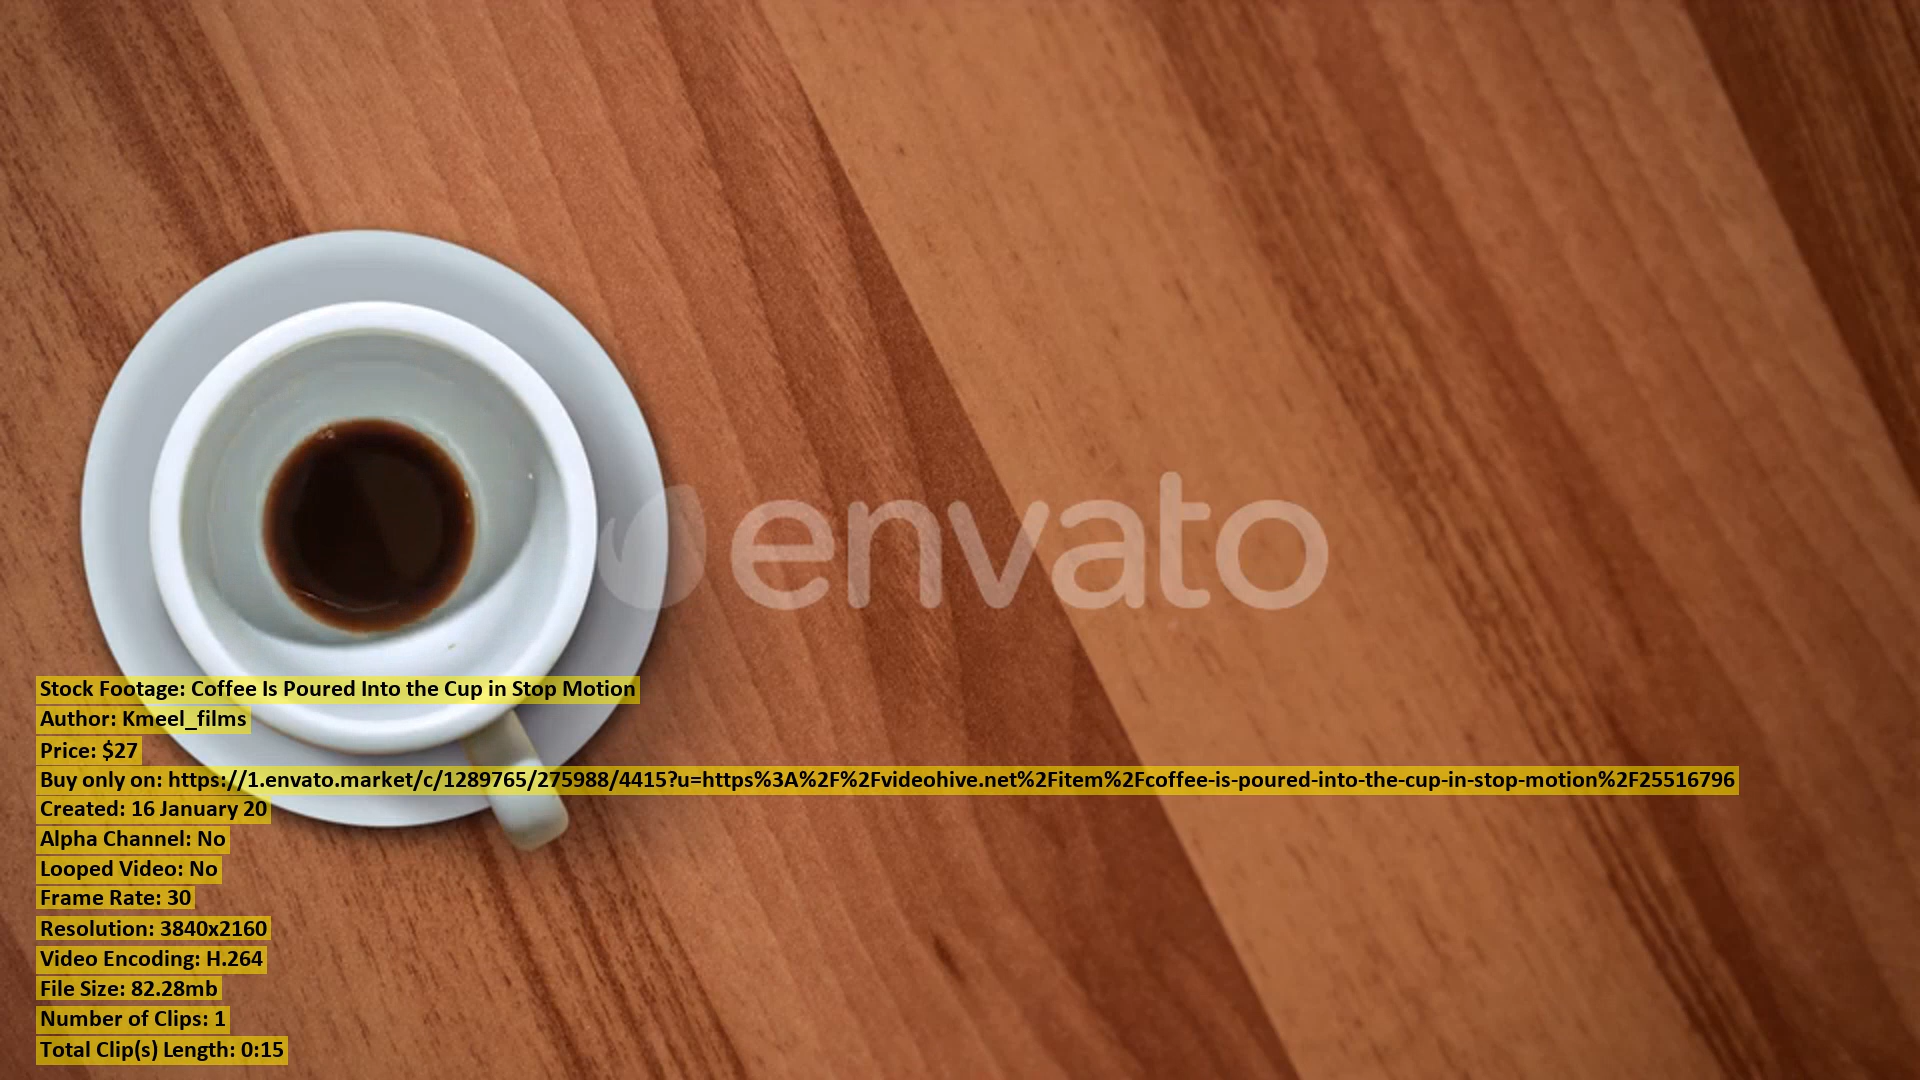 envato
Stock Footage: Coffee Is Poured Into the Cup in Stop Motion
Author: Kmeel_films
Price: $27
Buy only on: https://1.envato.market/c/1289765/275988/4415?u=https%3A%2F%2Fvideohive.net%2Fitem%2Fcoffee-is-poured-into-the-cup-in-stop-motion%2F25516796
Created: 16 January 20
Alpha Channel: No
Looped Video: No
Frame Rate: 30
Resolution: 3840x2160
Video Encoding: H.264
File Size: 82.28mb
Number of Clips: 1
Total Clip(s) Length: 0:15